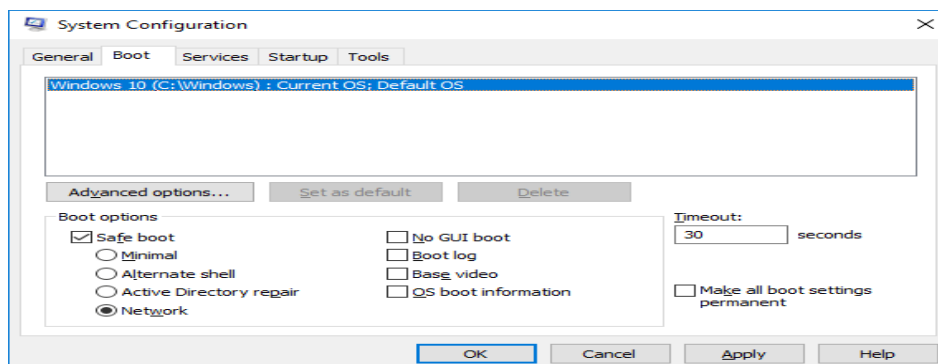 System Configuration
General Boot Services Startup Tools
Windows 10 (C:\Windows) : Current OS; Default OS
Advanced options... Set as default Delete
Boot options
Timeout:
Safe boot No GUI boot 30 seconds
Minimal Boot log
Alternate shell Base video
Active Directory repair OS boot information Make all boot settings
permanent
Network
OK Cancel Apply Help